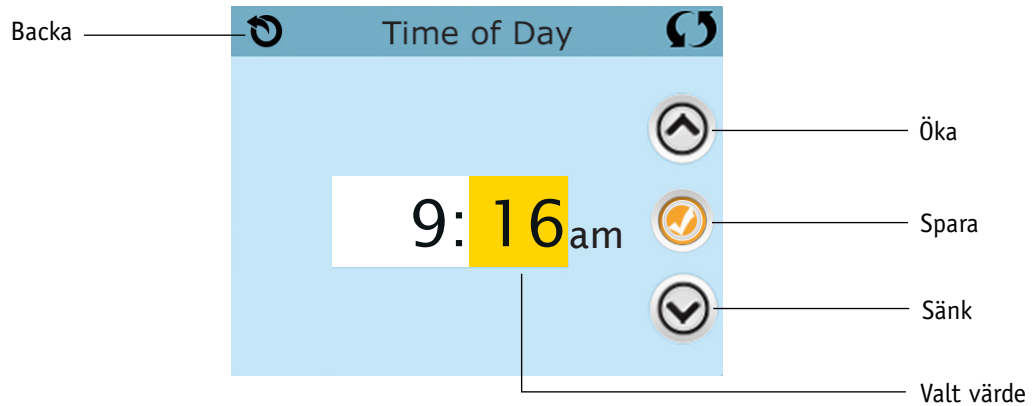 Backa
Time of Day
Öka
9:16am
Spara
Sänk
Valt värde